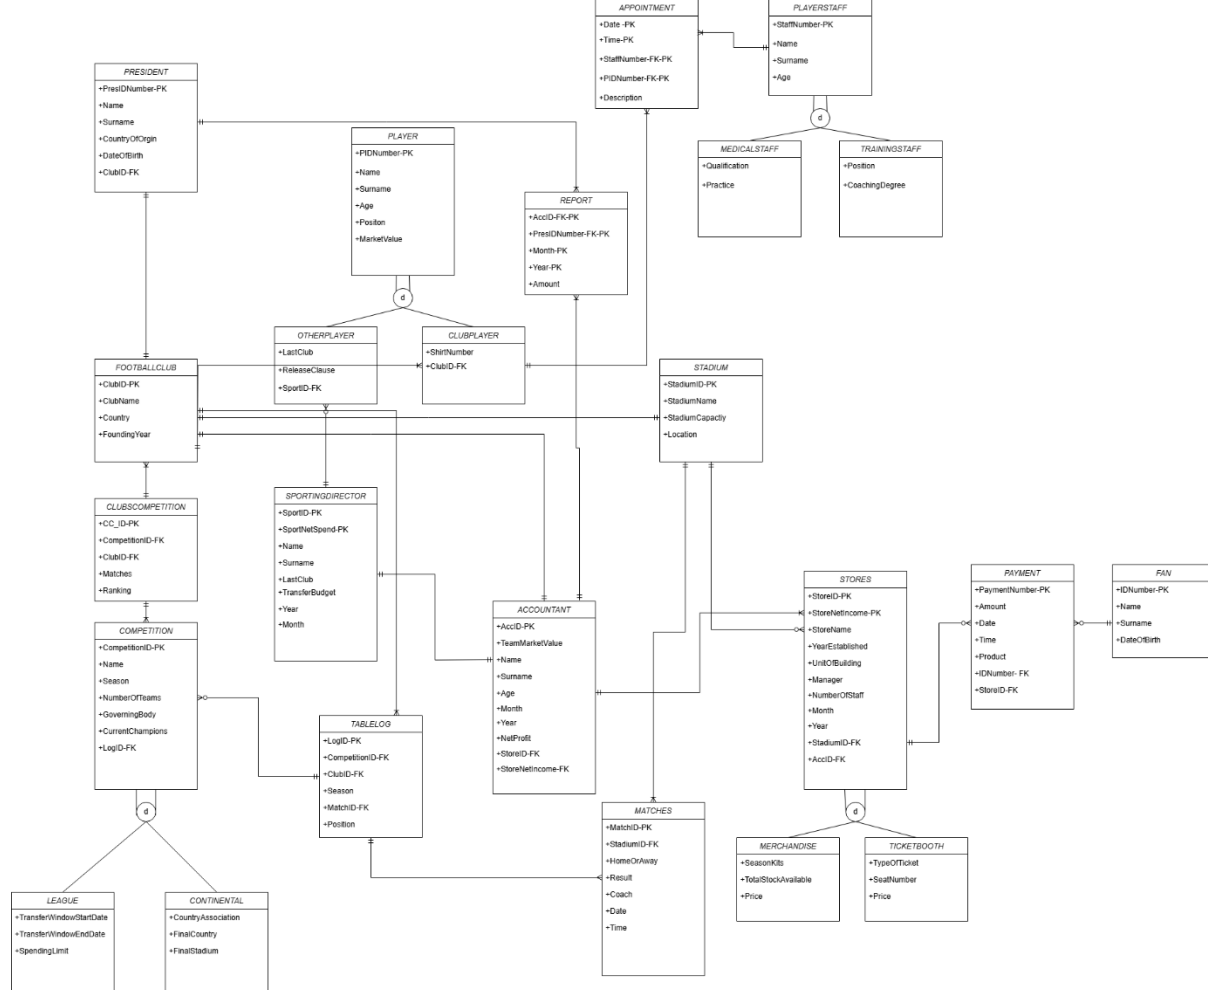 APPOINTMENT
+Date -PK
+Time-PK
+StaffNumber-FK-PK
+PIDNumber-FK-PK
+Description
PLAYERSTAFF
+StaffNumber-PK
+Name
+Surname
+Age
d
MEDICALSTAFF
+Qualification
+Practice
TRAININGSTAFF
+Position
+CoachingDegree
PRESIDENT
+PresIDNumber-PK
+Name
+Surname
+CountryOfOrgin
+DateOfBirth
+ClubID-FK
PLAYER
+PIDNumber-PK
+Name
+Surname
+Age
+Positon
+MarketValue
d
REPORT
+AccID-FK-PK
+PresIDNumber-FK-PK
+Month-PK
+Year-PK
+Amount
OTHERPLAYER
+LastClub
+ReleaseClause
+SportID-FK
CLUBPLAYER
+ShirtNumber
+ClubID-FK
FOOTBALLCLUB
+ClubID-PK
+ClubName
+Country
+FoundingYear
STADIUM
+StadiumID-PK
+StadiumName
+StadiumCapactiy
+Location
CLUBSCOMPETITION
+CC_ID-PK
+CompetitionID-FK
+ClubID-FK
+Matches
+Ranking
SPORTINGDIRECTOR
+SportID-PK
+SportNetSpend-PK
+Name
+Surname
+LastClub
+TransferBudget
+Year
+Month
COMPETITION
+CompetitionID-PK
+Name
+Season
+NumberOfTeams
+GoverningBody
+CurrentChampions
+LogID-FK
d
ACCOUNTANT
+AccID-PK
+TeamMarketValue
+Name
+Surname
+Age
+Month
+Year
+NetProfit
+StoreID-FK
+StoreNetIncome-FK
STORES
+StoreID-PK
+StoreNetIncome-PK
+StoreName
+YearEstablished
+UnitOfBuilding
+Manager
+NumberOfStaff
+Month
+Year
+StadiumID-FK
+AccID-FK
d
PAYMENT
+PaymentNumber-PK
+Amount
+Date
+Time
+Product
+IDNumber- FK
+StoreID-FK
FAN
+IDNumber-PK
+Name
+Surname
+DateOfBirth
TABLELOG
+LogID-PK
+CompetitionID-FK
+ClubID-FK
+Season
+MatchID-FK
+Position
MATCHES
+MatchID-PK
+StadiumID-FK
+HomeOrAway
+Result
+Coach
+Date
+Time
MERCHANDISE
+SeasonKits
+TotalStockAvailable
+Price
TICKETBOOTH
+TypeOfTicket
+SeatNumber
+Price
LEAGUE
+TransferWindowStartDate
+TransferWindowEndDate
+SpendingLimit
CONTINENTAL
+CountryAssociation
+FinalCountry
+FinalStadium